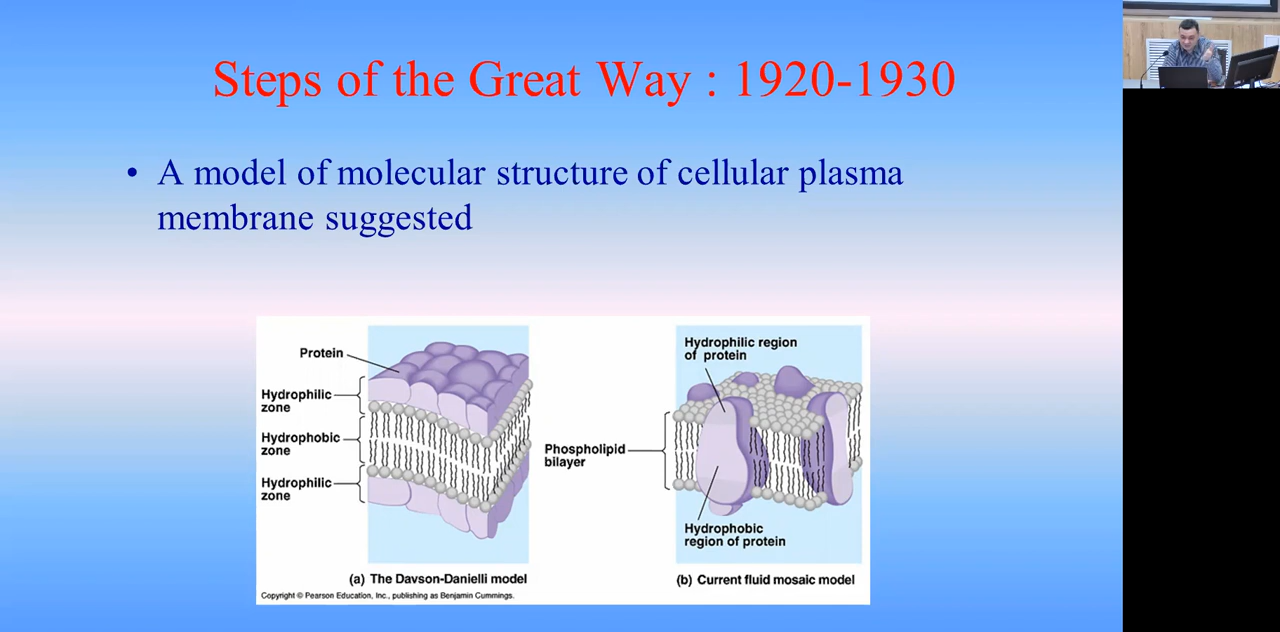 Steps of the Great Way : 1920-1930
• A model of molecular structure of cellular plasma
membrane suggested
Protein
Hydrophilic
zone
Hydrophobic
zone
Hydrophilic
zone
(a) The Davson-Danielli model
Hydrophilic region
of protein
Phospholipid
bilayer
Hydrophobic
region of protein
(b) Current fluid mosaic model
Copyright © Pearson Education, Inc., publishing as Benjamin Cummings.